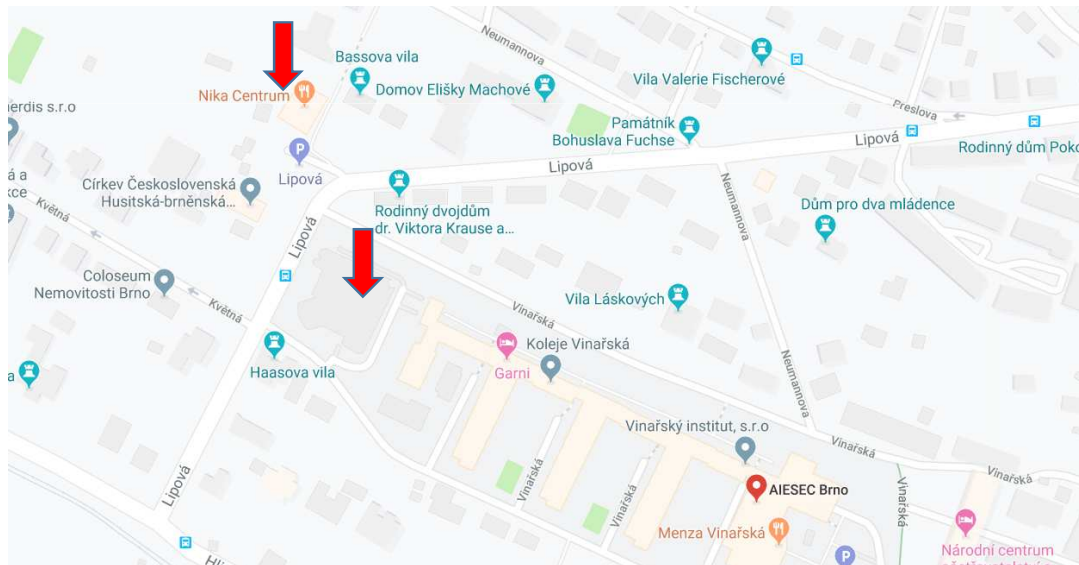 Neumannova
Bassova vila
Domov Elišky Machové
Vila Valerie Fischerové
Nika Centrum
erdis s.r.o
Preslova
Památník
Bohuslava Fuchse
Lipová
Rodinný dům Poko
P
Lipová
Lipová
á a
kce
Církev Československá
Husitská-brněnská...
Květná
Rodinný dvojdům
dr. Viktora Krause a...
Lipová
Neumannova
Dům pro dva mládence
Coloseum
Nemovitosti Brno
Květná
Vila Láskových
Vinařská
Koleje Vinařská
Garni
Haasova vila
a
Neumannova
Vinařský institut, s.r.o
Vinařská
Vinařská
Lipová
Vinařská
Vinařská
Vinařská
AIESEC Brno
Menza Vinařská
P
Národní centrum